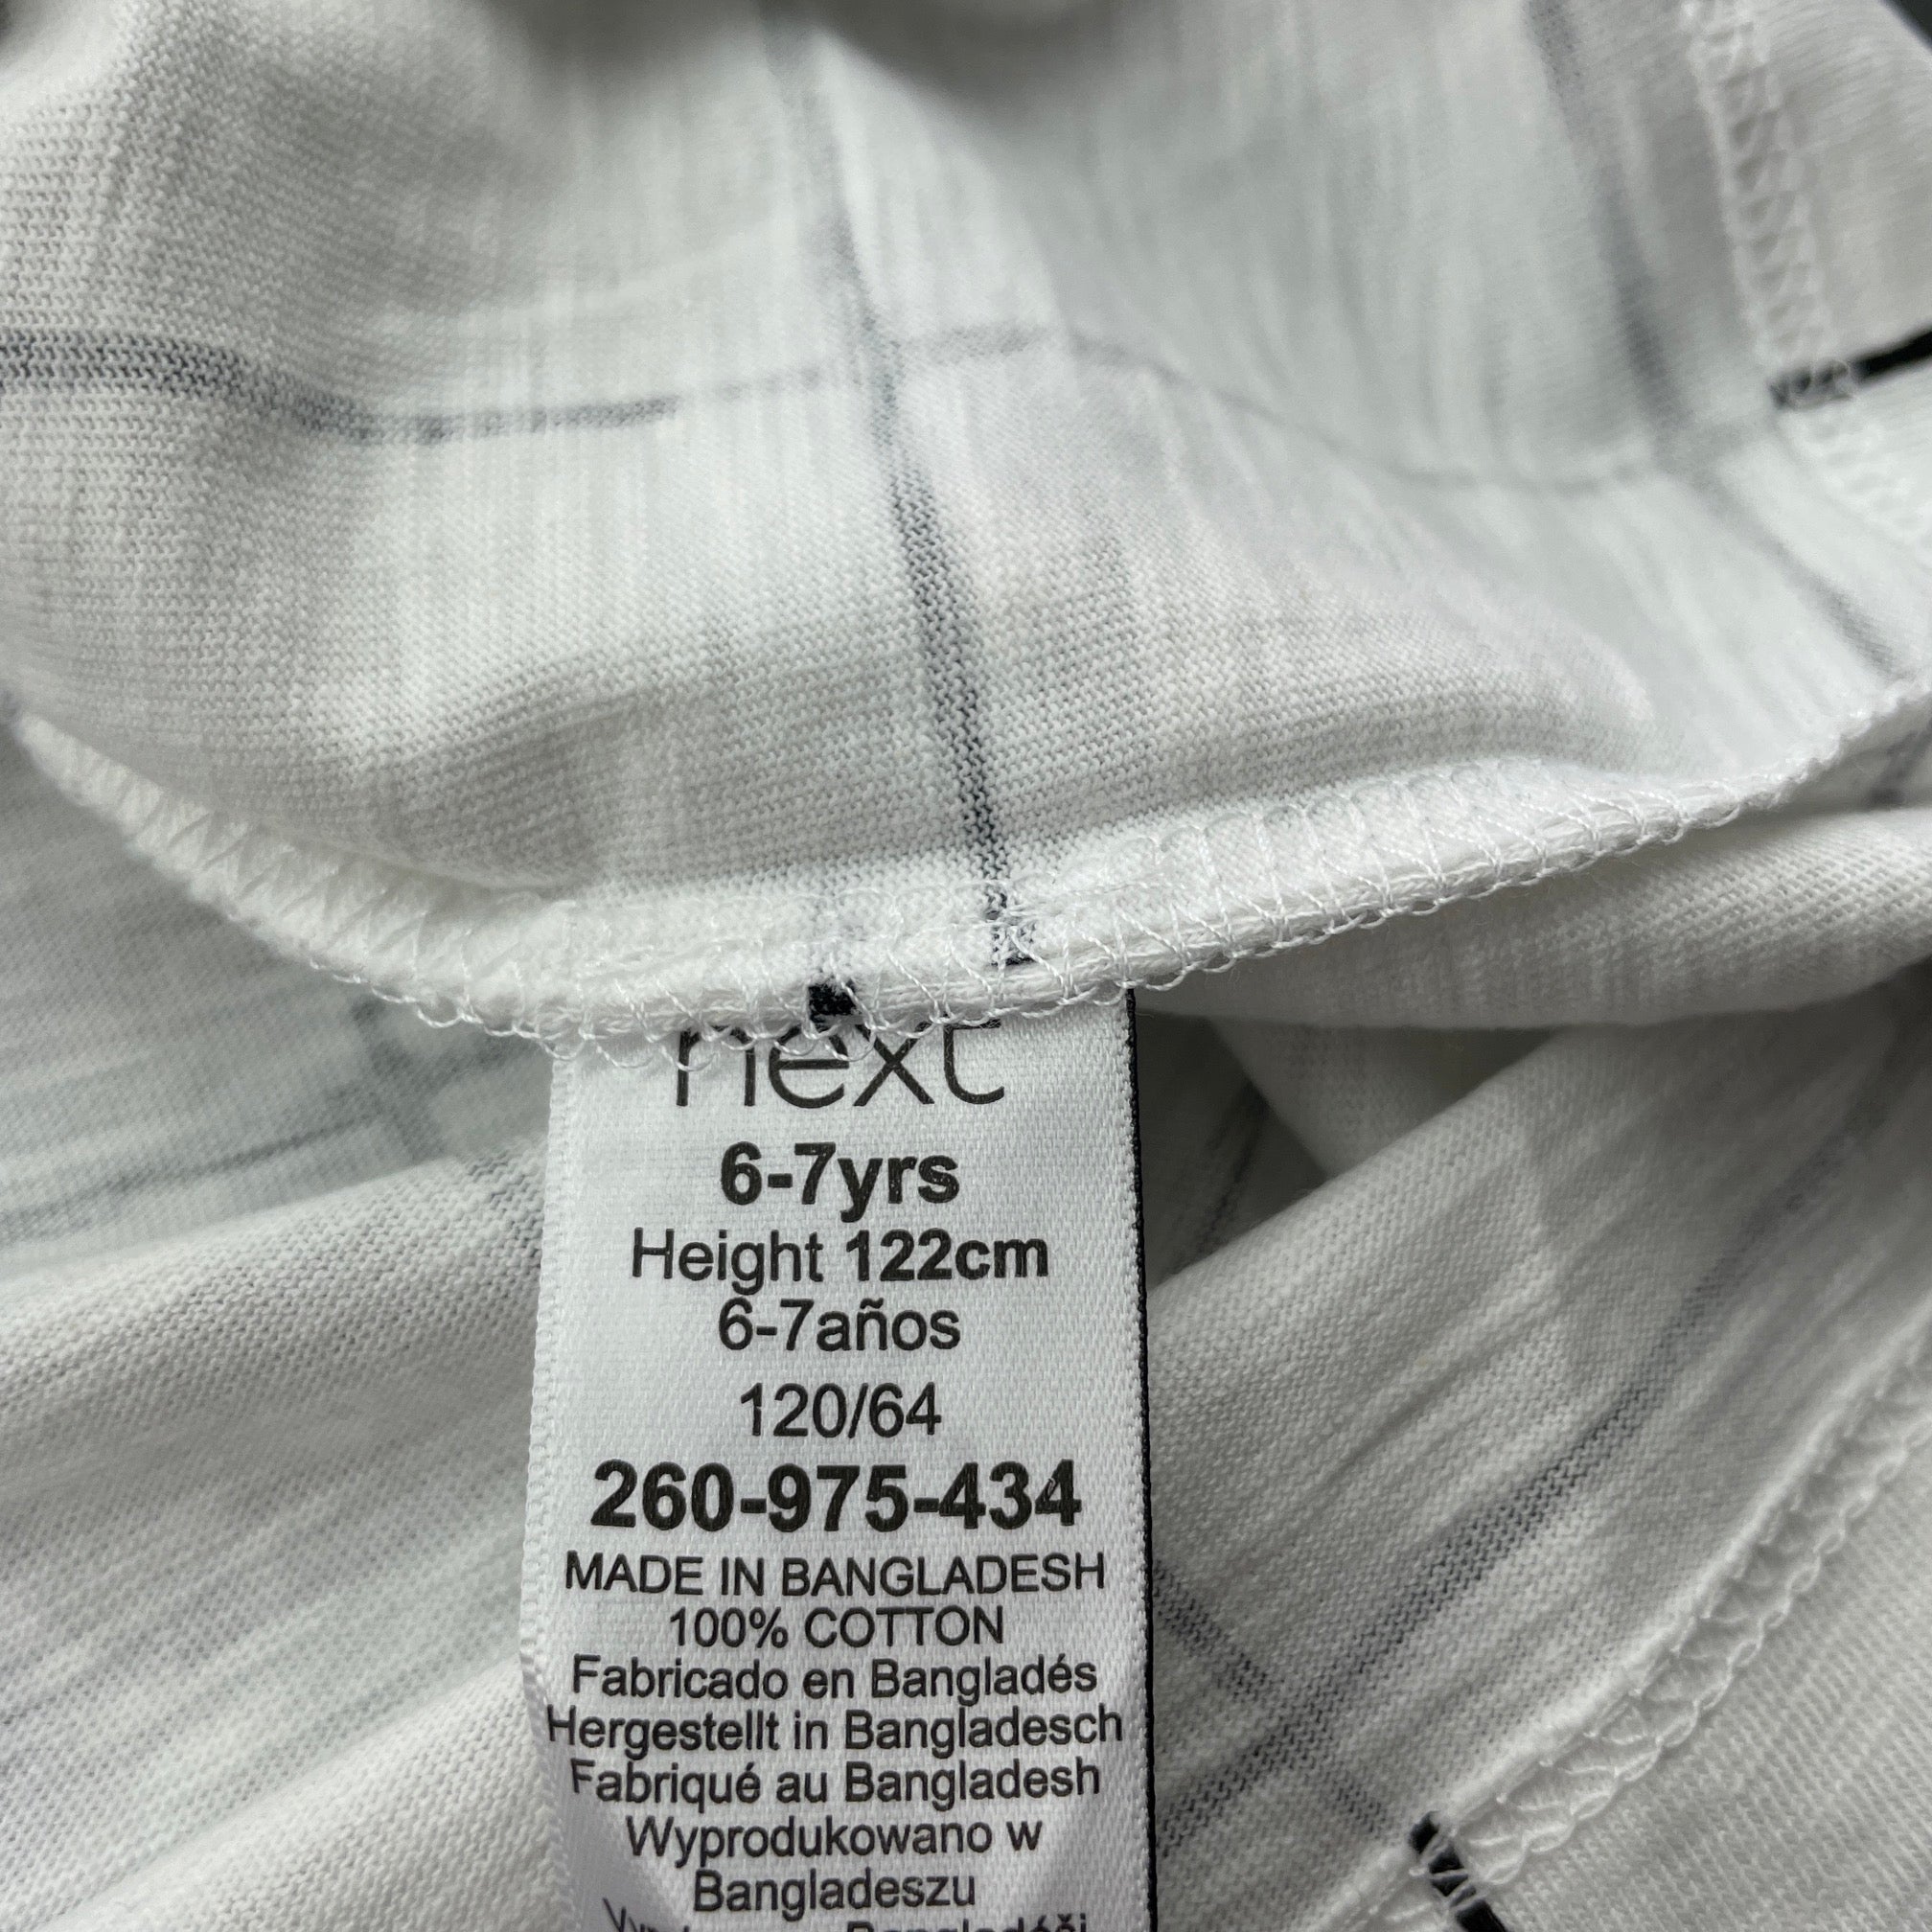 next
6-7yrs
Height 122cm
6-7años
120/64
260-975-434
MADE IN BANGLADESH
100% COTTON
Fabricado en Bangladés
Hergestellt in Bangladesch
Fabriqué au Bangladesh
Wyprodukowano w
Bangladeszu